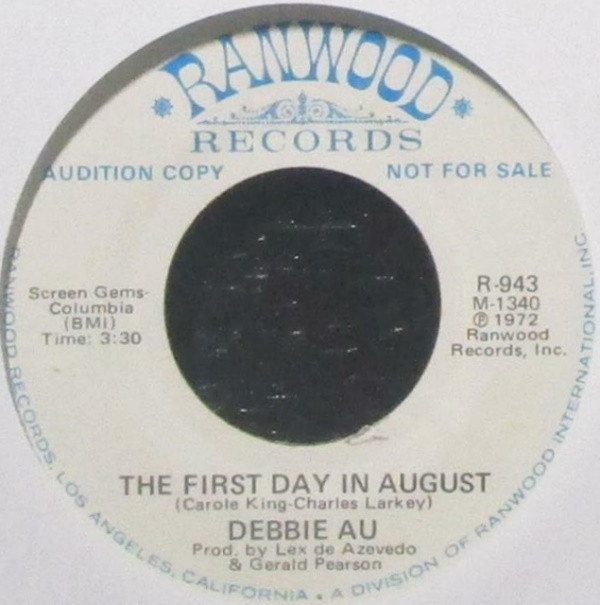 RANWOOD
RECORDS
AUDITION COPY
NOT FOR SALE
Screen Gems-
Columbia
(BMI)
Time: 3:30
R-943
M-1340
℗ 1972
Ranwood
Records, Inc.
THE FIRST DAY IN AUGUST
(Carole King-Charles Larkey)
DEBBIE AU
Prod. by Lex de Azevedo
& Gerald Pearson
RANWOOD RECORDS, LOS ANGELES, CALIFORNIA • A DIVISION OF RANWOOD INTERNATIONAL, INC.